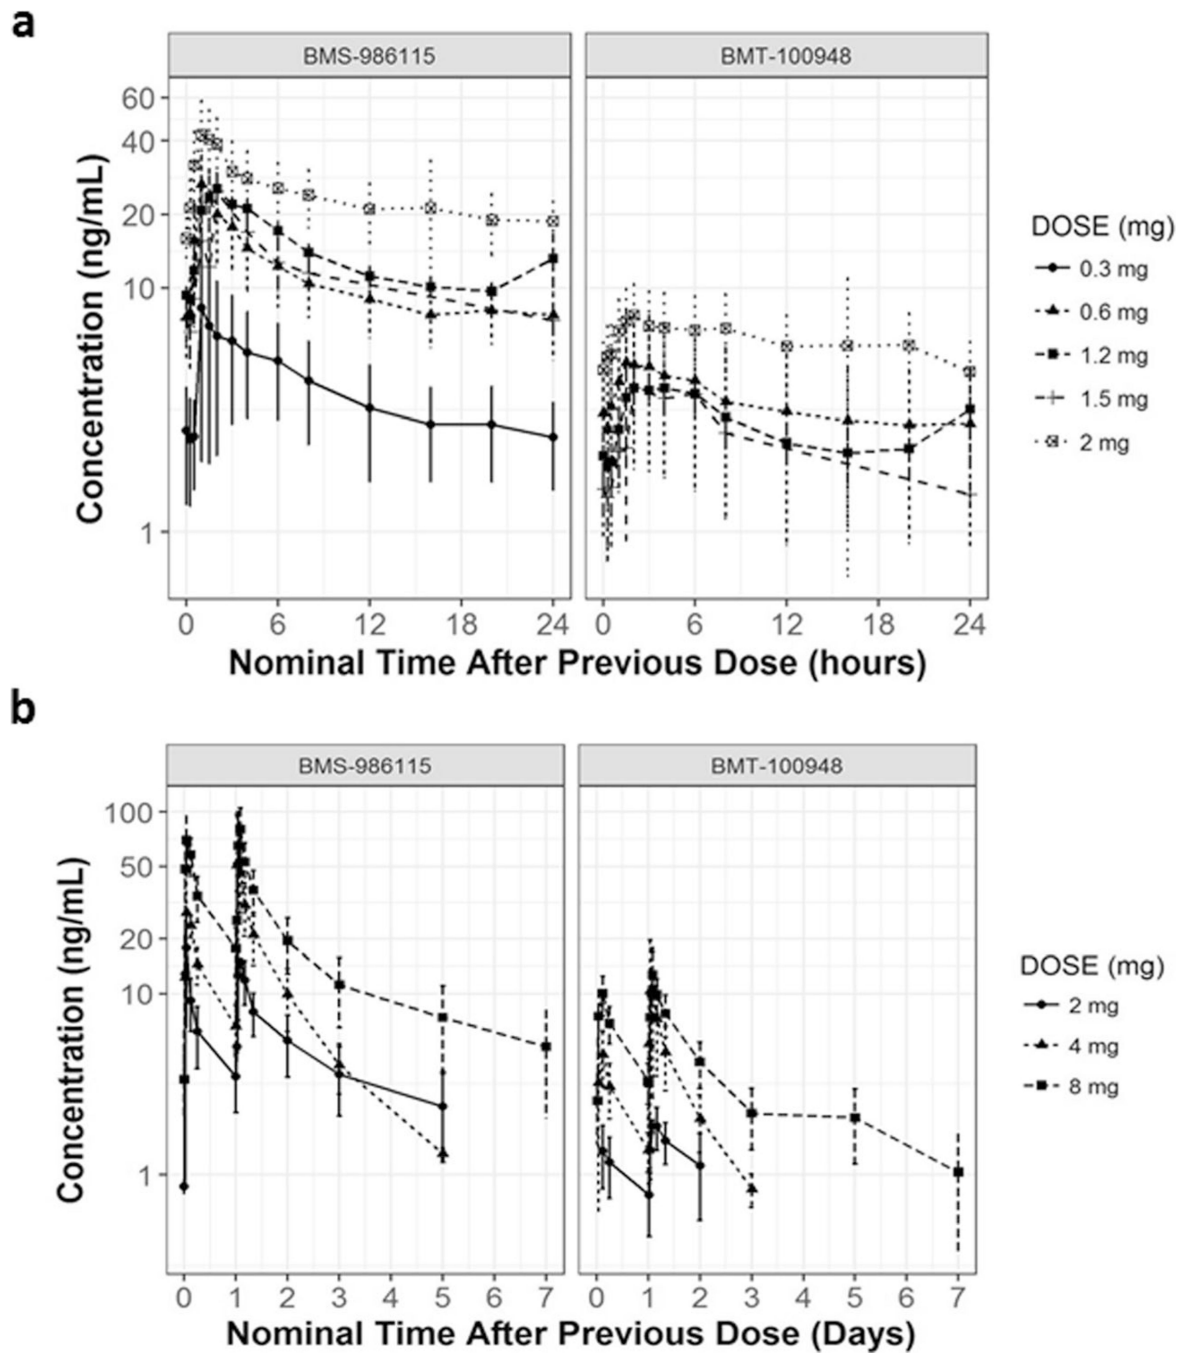 a
BMS-986115 BMT-100948
60
40
20
10
1
Concentration (ng/mL)
0 6 12 18 24 0 6 12 18 24
Nominal Time After Previous Dose (hours)
DOSE (mg)
0.3 mg
0.6 mg
1.2 mg
1.5 mg
2 mg
b
BMS-986115 BMT-100948
100
50
20
10
1
Concentration (ng/mL)
0 1 2 3 4 5 6 7 0 1 2 3 4 5 6 7
Nominal Time After Previous Dose (Days)
DOSE (mg)
2 mg
4 mg
8 mg